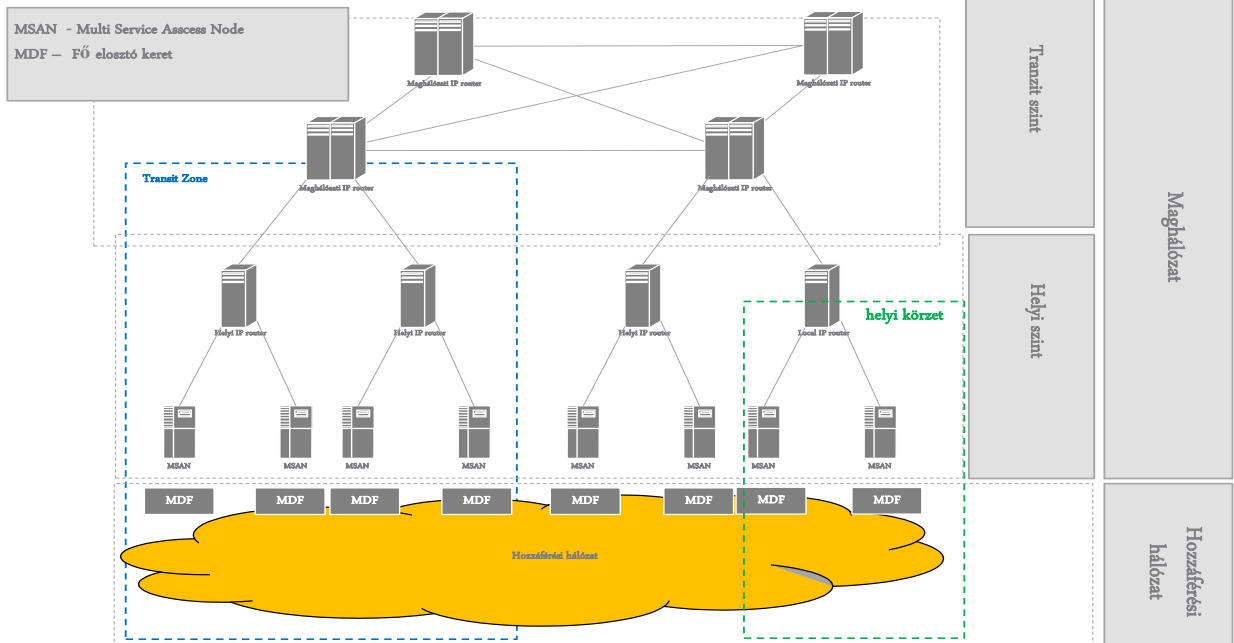 MSAN - Multi Service Asscess Node
MDF – Fő elosztó keret
Maghálózati IP router
Maghálózati IP router
Maghálózati IP router
Maghálózati IP router
Transit Zone
Helyi IP router
Helyi IP router
Helyi IP router
Local IP router
helyi körzet
MSAN
MSAN
MSAN
MSAN
MSAN
MSAN
MSAN
MSAN
MDF
MDF
MDF
MDF
MDF
MDF
MDF
MDF
Hozzáférési hálózat
Tranzit szint
Helyi szint
Maghálózat
Hozzáférési
hálózat